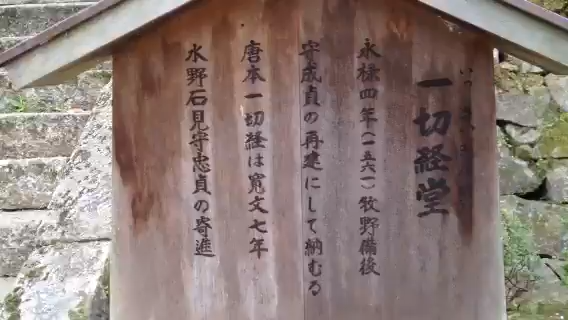 一切経堂
永禄四年(一五六一)牧野備後
守成貞の再建にして納むる
唐本一切経は寛文七年
水野石見守忠貞の寄進